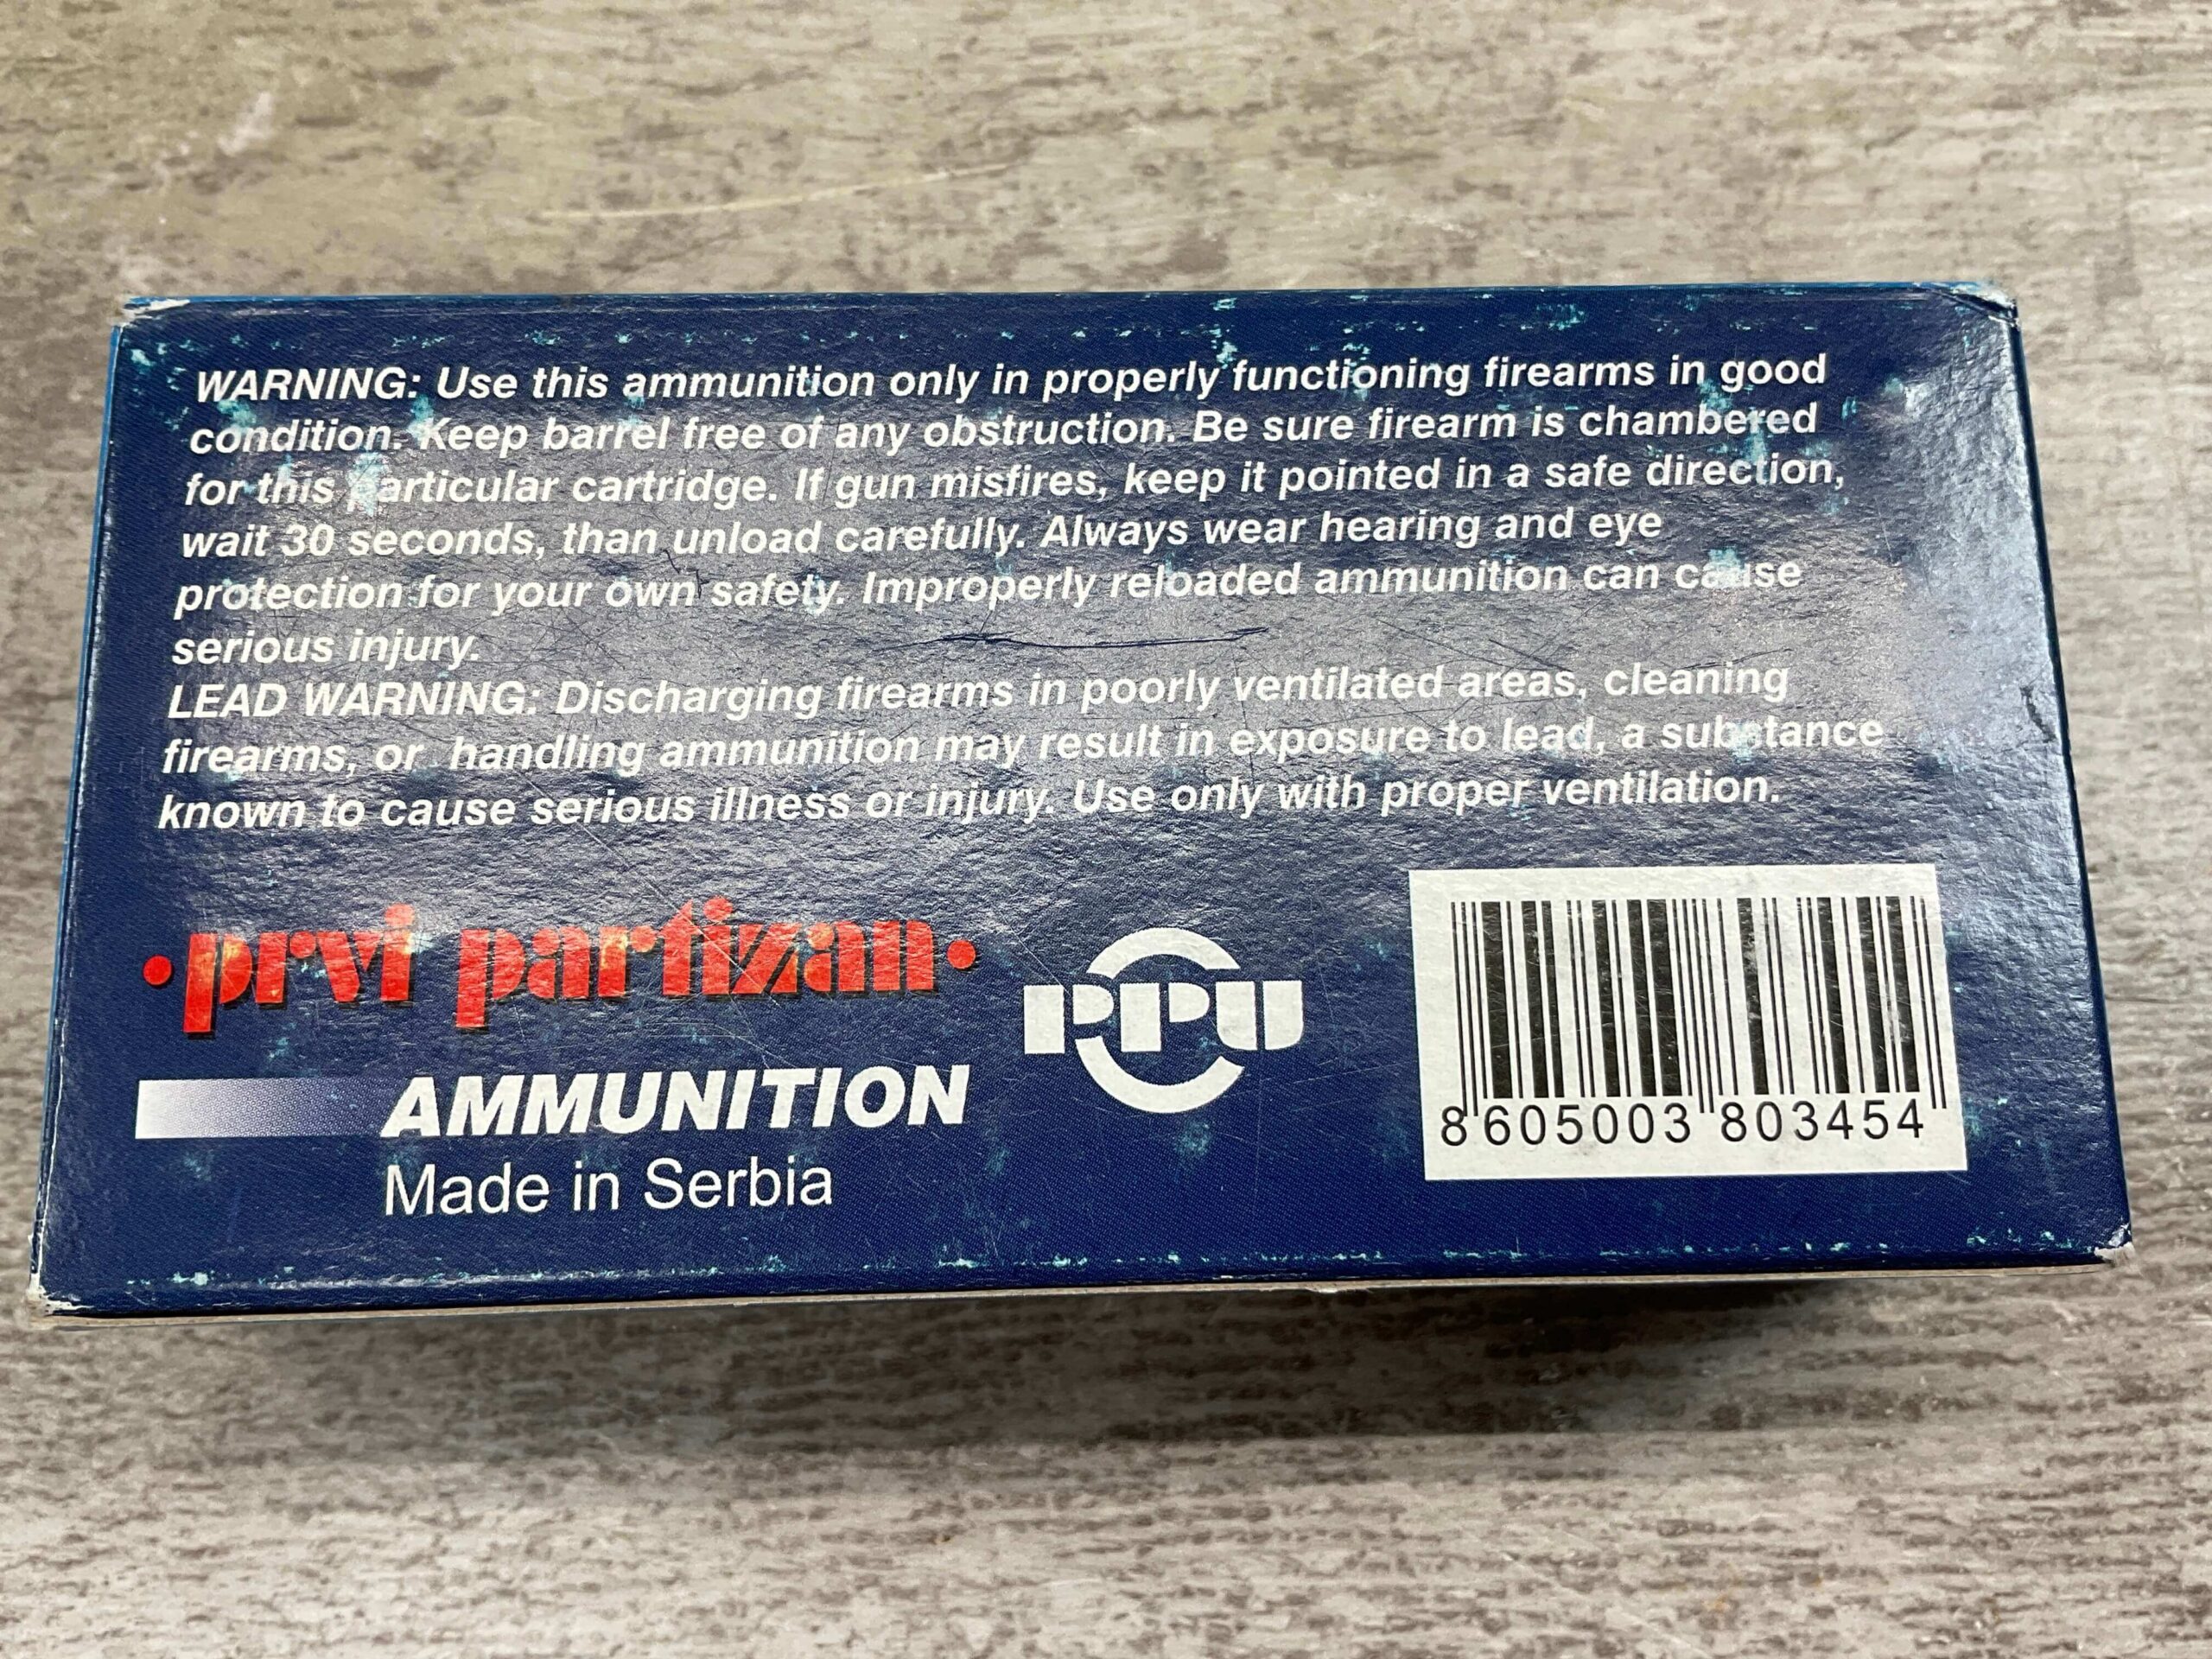 WARNING: Use this ammunition only in properly functioning firearms in good
condition. Keep barrel free of any obstruction. Be sure firearm is chambered
for this particular cartridge. If gun misfires, keep it pointed in a safe direction,
wait 30 seconds, than unload carefully. Always wear hearing and eye
protection for your own safety. Improperly reloaded ammunition can cause
serious injury.
LEAD WARNING: Discharging firearms in poorly ventilated areas, cleaning
firearms, or handling ammunition may result in exposure to lead, a substance
known to cause serious illness or injury. Use only with proper ventilation.
•prvi partizan•
PPU
AMMUNITION
Made in Serbia
8 605003 803454